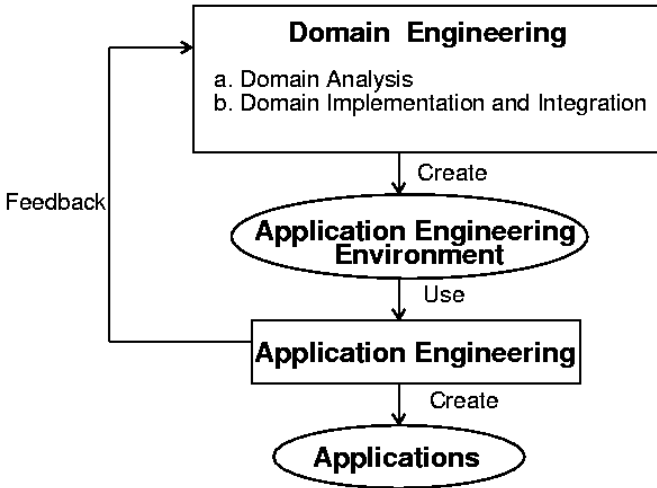 Domain Engineering
a. Domain Analysis
b. Domain Implementation and Integration
Create
Feedback
Application Engineering
Environment
Use
Application Engineering
Create
Applications